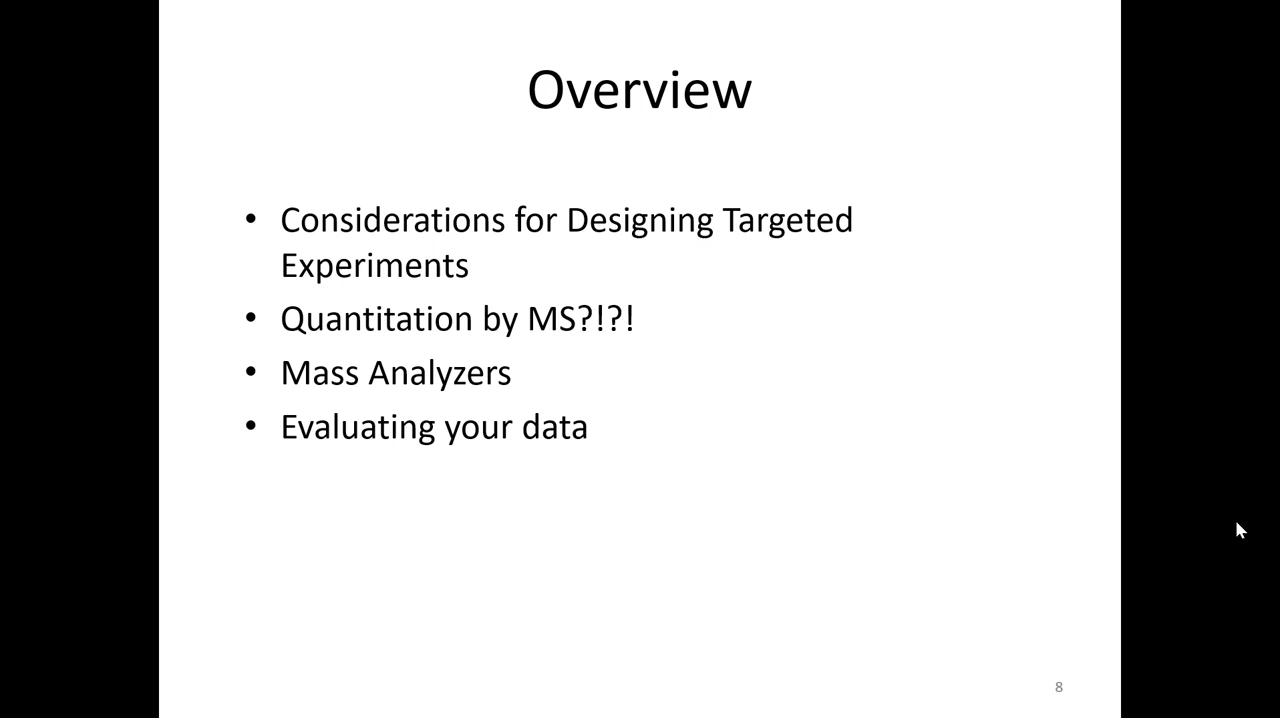 Overview
• Considerations for Designing Targeted
Experiments
• Quantitation by MS?!?!
• Mass Analyzers
• Evaluating your data
8